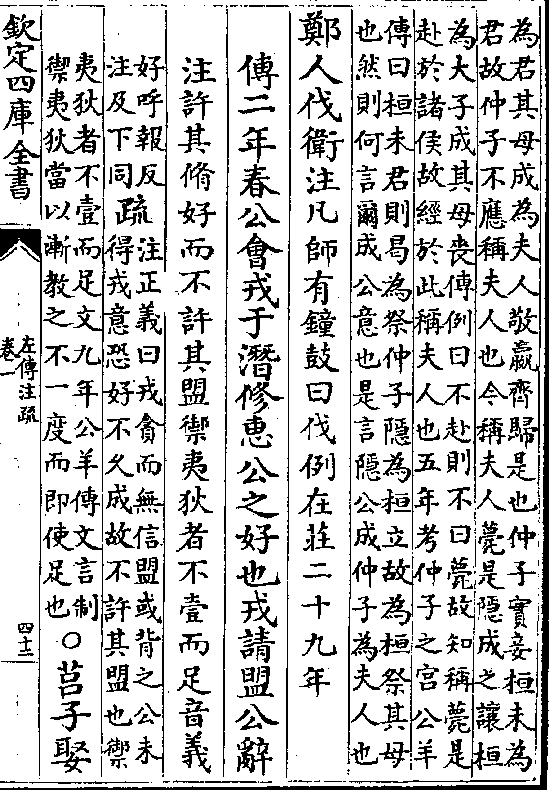 為君其母成為夫人敬嬴齊歸是也仲子實妾桓未為
君故仲子不應稱夫人也今稱夫人薨是隱成之讓桓
為大子成其母喪傳例曰不赴則不曰薨故知稱薨是
赴於諸侯故經於此稱夫人也五年考仲子之宮公羊
傳曰桓未君則曷為祭仲子隱為桓立故為桓祭其母
也然則何言爾成公意也是言隱公成仲子為夫人也
鄭人伐衛注凡師有鐘鼓曰伐例在莊二十九年
傳二年春公會戎于潛修惠公之好也戎請盟公辭
注許其脩好而不許其盟禦夷狄者不壹而足音義
好呼報反
注及下同
疏
注正義曰戎貪而無信盟或背之公未
得戎意恐好不久成故不許其盟也禦
夷狄者不壹而足文九年公羊傳文言制
禦夷狄當以漸教之不一度而即使足也
○莒子娶
欽定四庫全書
左傳注疏
卷一
四十二